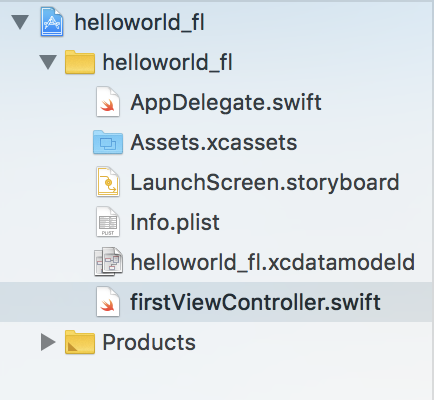 helloworld_fl
helloworld_fl
AppDelegate.swift
Assets.xcassets
LaunchScreen.storyboard
Info.plist
helloworld_fl.xcdatamodeld
firstViewController.swift
Products